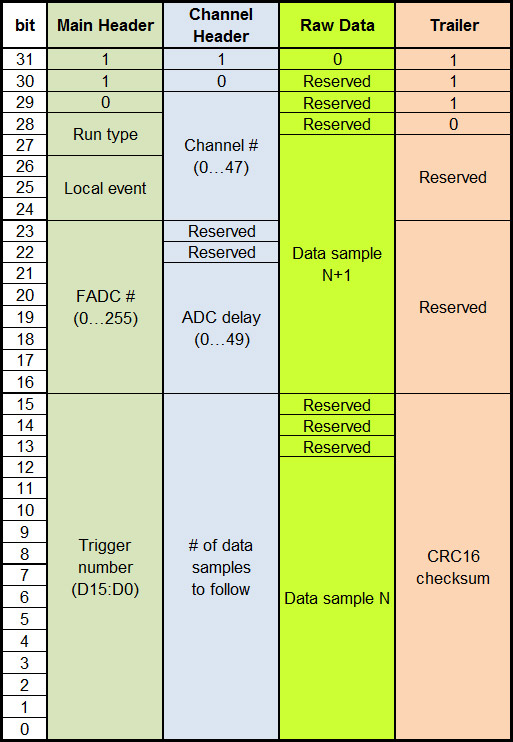 bit Main Header Channel Header Raw Data Trailer
31 1 1 0 1
30 1 0 Reserved 1
29 0 Reserved 1
28 Reserved 0
Run type
27
Channel #
(0…47)
26
25 Local event Reserved
24
23 Reserved
22 Reserved
21 Data sample
N+1
20 FADC #
(0…255)
19 ADC delay
(0…49)
Reserved
18
17
16
15 Reserved
14 Reserved
13 Reserved
12
11
10
9
8 Trigger
number
(D15:D0)
# of data
samples
to follow
CRC16
checksum
7
6 Data sample N
5
4
3
2
1
0